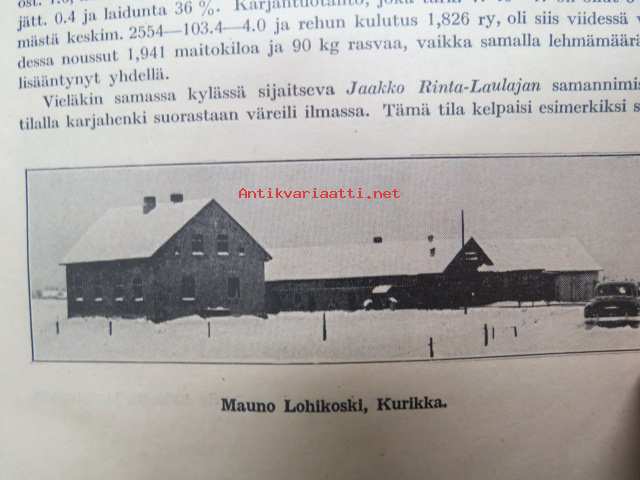 jätt. 0.4 ja laidunta 36 %. Karjantuotanto, joka
mästä keskim. 2554—103.4—4.0 ja rehun kulutus 1,826 ry, oli siis viidessä
dessa noussut 1,941 maitokiloa ja 90 kg rasvaa, vaikka samalla lehmämäärä
lisääntynyt yhdellä.
Vieläkin samassa kylässä sijaitseva Jaakko Rinta-Laulajan samannimis
tilalla karjahenki suorastaan väreili ilmassa. Tämä tila kelpaisi esimerkiksi s
Antikvariaatti.net
Mauno Lohikoski, Kurikka.